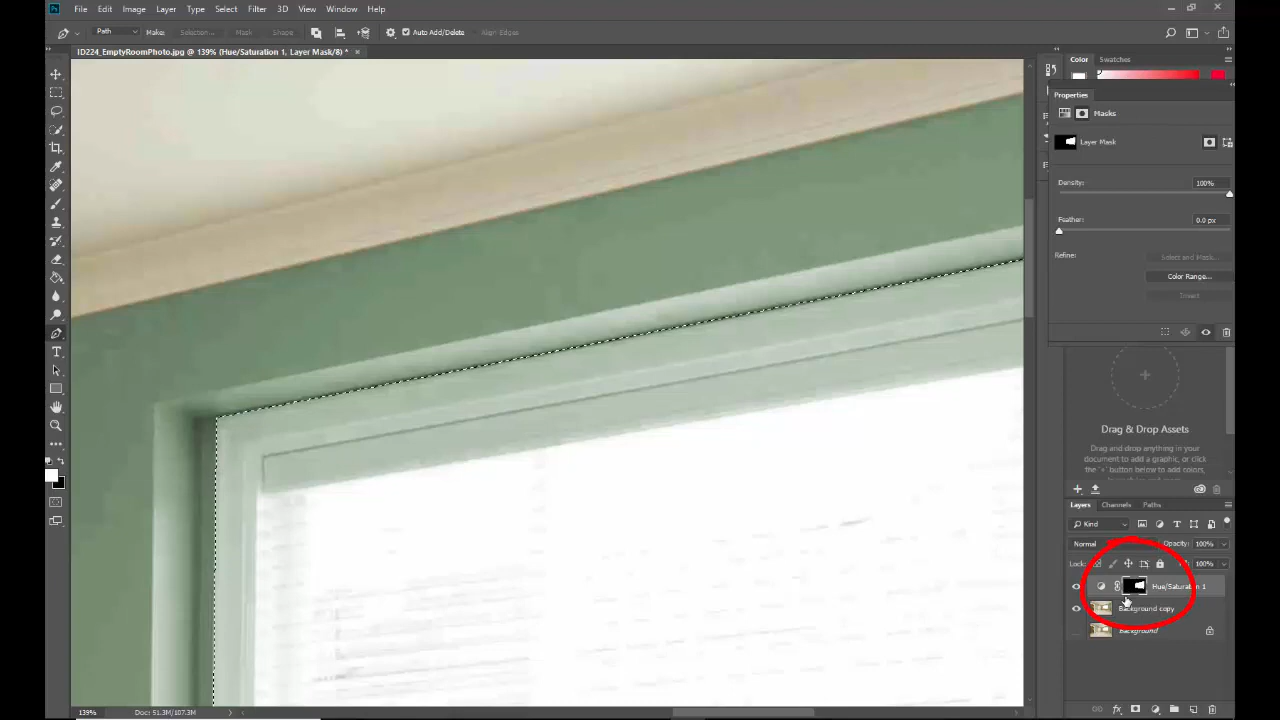 Ps File Edit Image Layer Type Select Filter 3D View Window Help
Path Make: Selection... Mask Shape Auto Add/Delete Align Edges
ID224_EmptyRoomPhoto.jpg @ 139% (Hue/Saturation 1, Layer Mask/8) * ×
Color Swatches
Properties
Masks
Layer Mask
Density: 100%
Feather: 0.0 px
Refine: Select and Mask...
Color Range...
Invert
Drag & Drop Assets
Drag and drop anything in your
document to add a graphic, or click
the "+" button below to add colors,
Layers Channels Paths
Kind
Normal Opacity: 100%
Lock: 100%
Hue/Saturation 1
Background copy
Background
139% Doc: 51.3M/107.3M